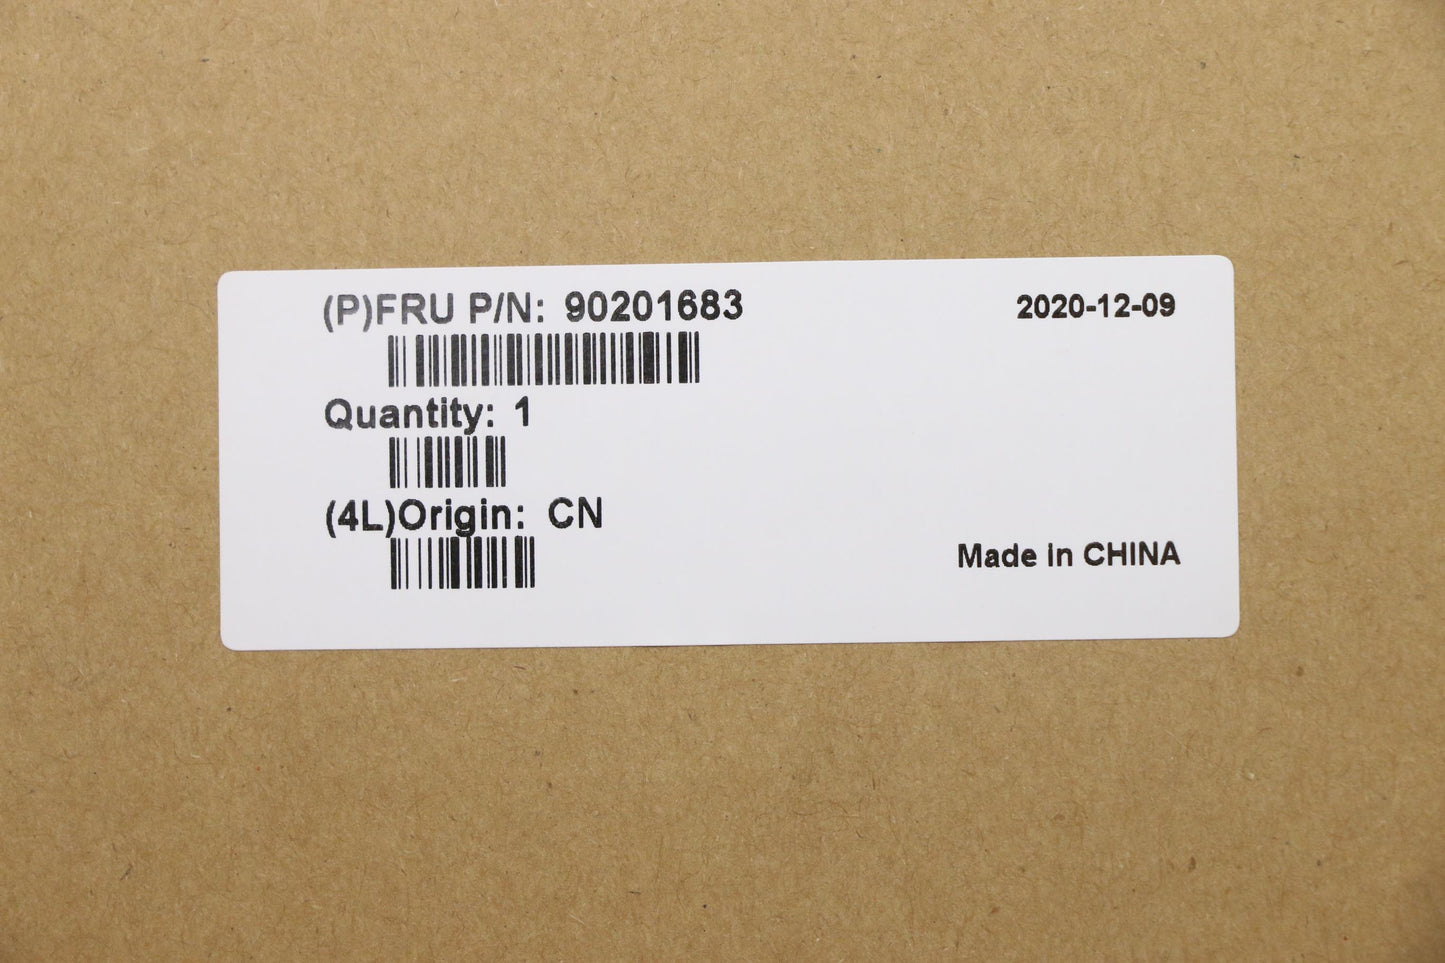 (P)FRU P/N: 90201683
2020-12-09
Quantity: 1
(4L)Origin: CN
Made in CHINA